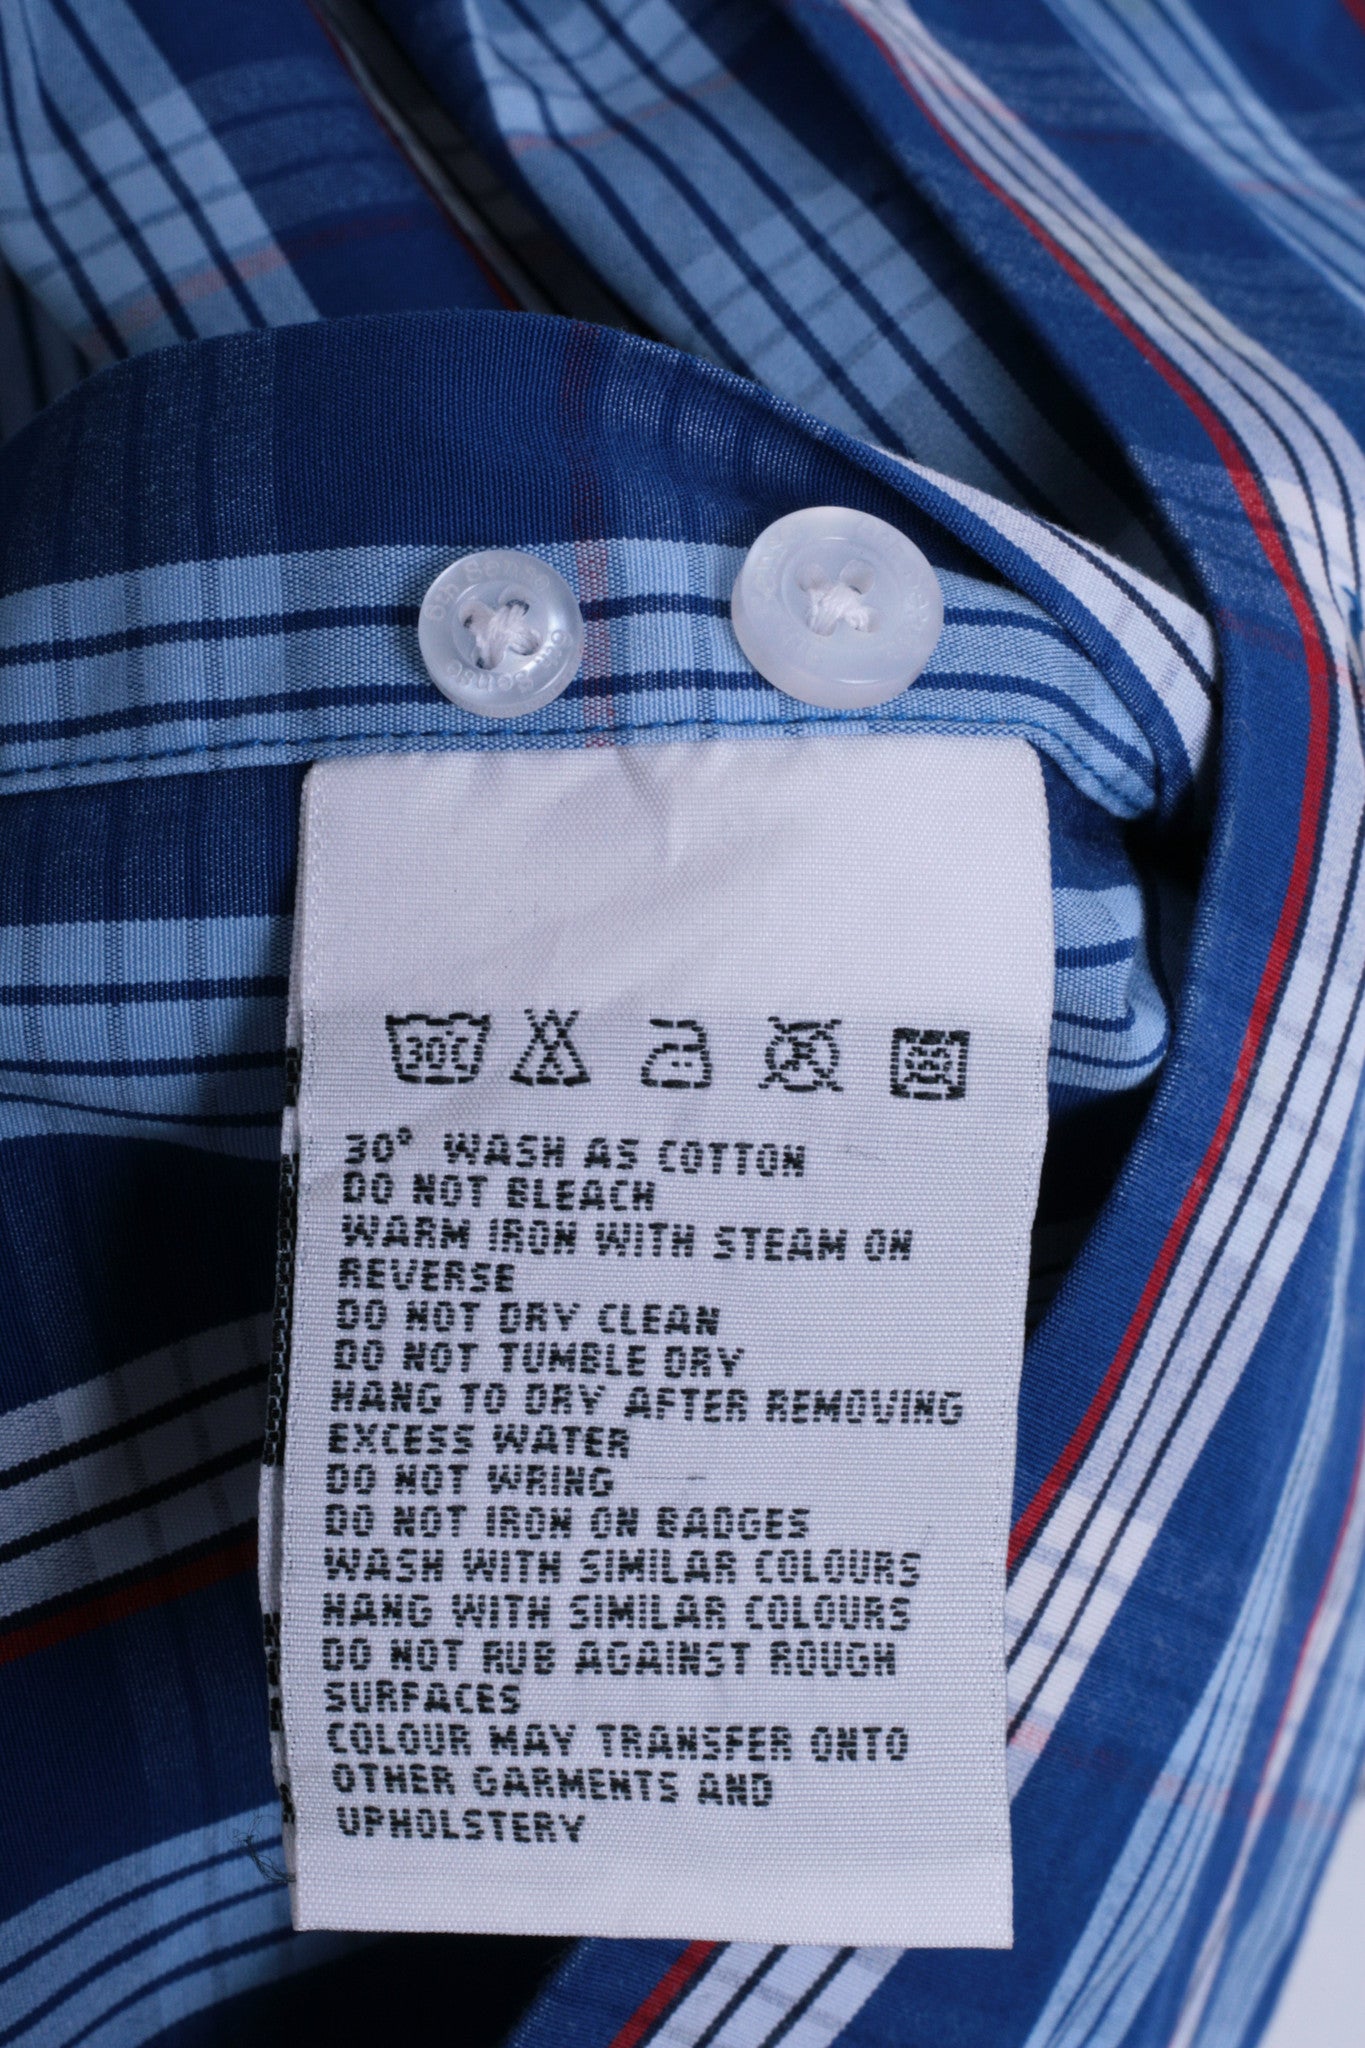 30C
30° WASH AS COTTON
DO NOT BLEACH
WARM IRON WITH STEAM ON
REVERSE
DO NOT DRY CLEAN
DO NOT TUMBLE DRY
HANG TO DRY AFTER REMOVING
EXCESS WATER
DO NOT WRING
DO NOT IRON ON BADGES
WASH WITH SIMILAR COLOURS
HANG WITH SIMILAR COLOURS
DO NOT RUB AGAINST ROUGH
SURFACES
COLOUR MAY TRANSFER ONTO
OTHER GARMENTS AND
UPHOLSTERY